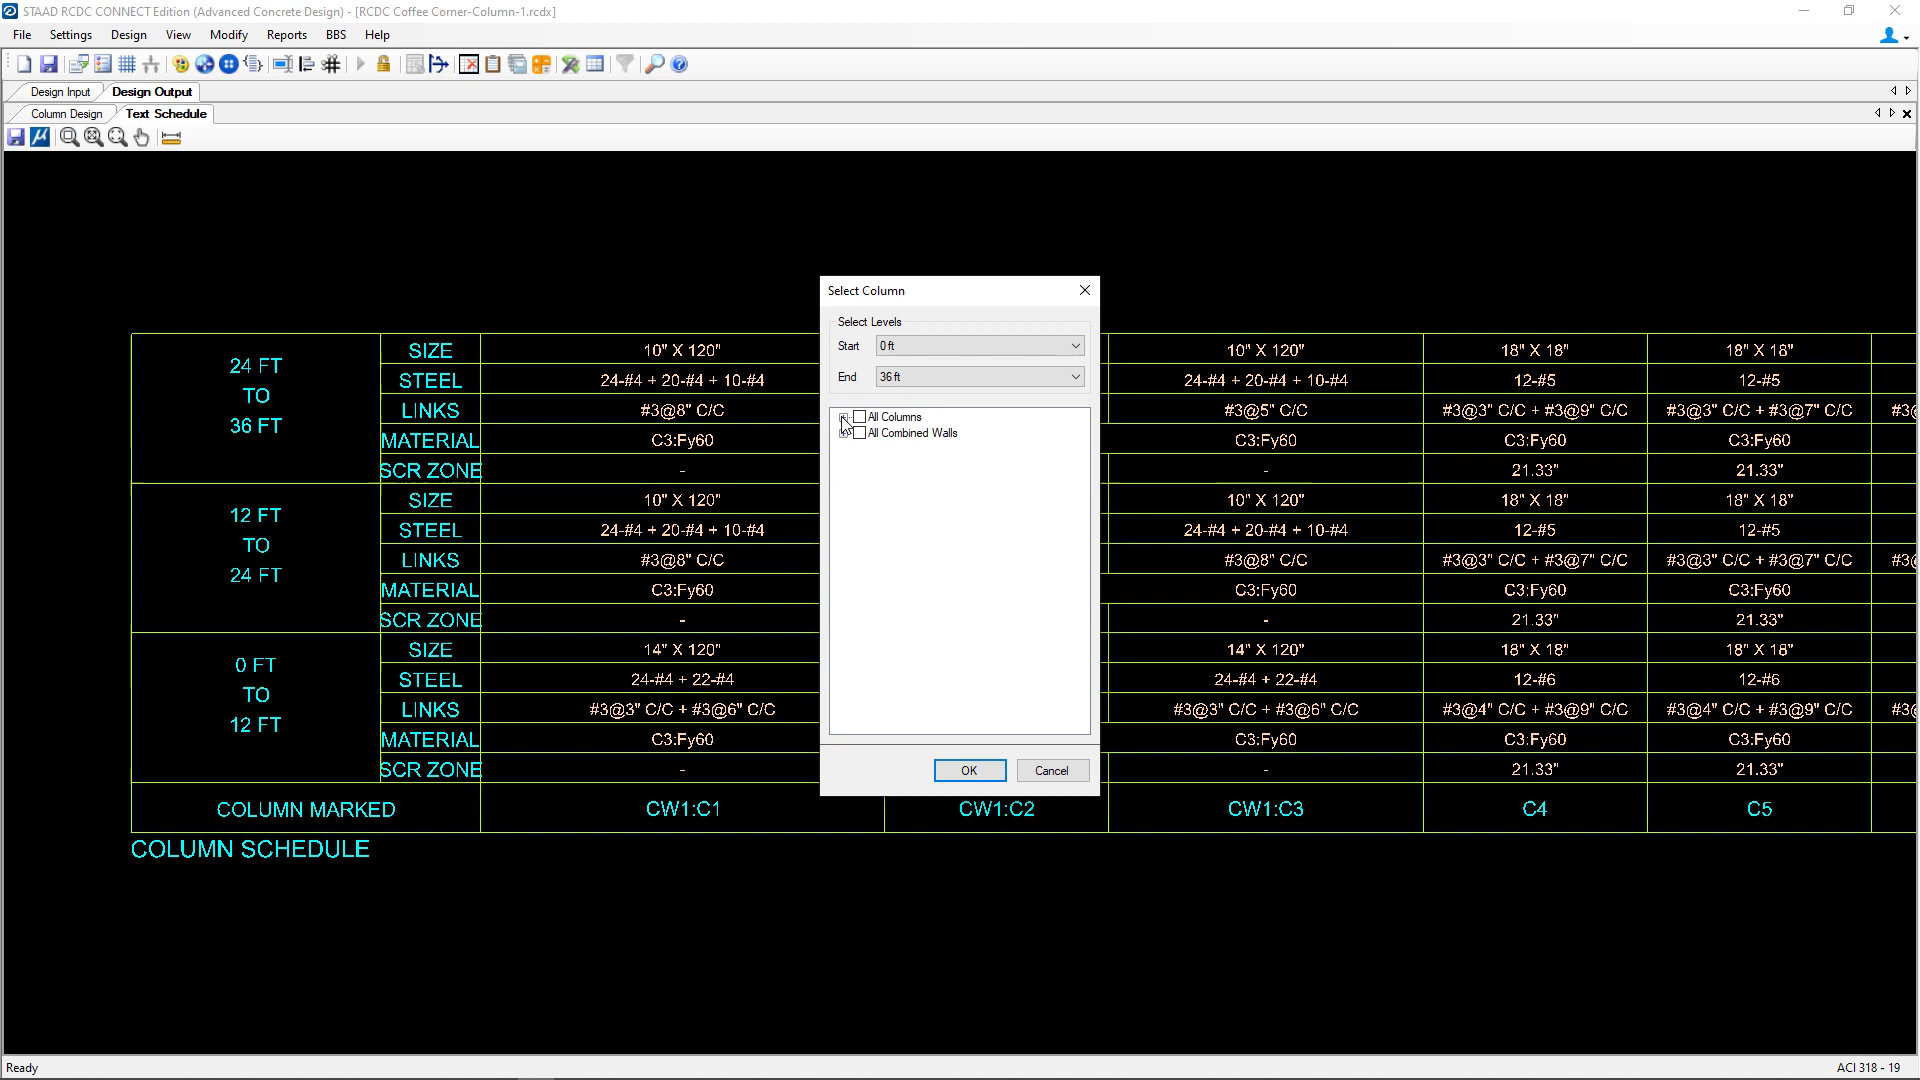 STAAD RCDC CONNECT Edition (Advanced Concrete Design) - [RCDC Coffee Corner-Column-1.rcdx]
File Settings Design View Modify Reports BBS Help
Design Input Design Output
Column Design Text Schedule
Select Column
Select Levels
Start 0 ft
End 36 ft
All Columns
All Combined Walls
OK Cancel
24 FT
TO
36 FT
SIZE 10" X 120" 10" X 120" 18" X 18" 18" X 18"
STEEL 24-#4 + 20-#4 + 10-#4 24-#4 + 20-#4 + 10-#4 12-#5 12-#5
LINKS #3@8" C/C #3@5" C/C #3@3" C/C + #3@9" C/C #3@3" C/C + #3@7" C/C
MATERIAL C3:Fy60 C3:Fy60 C3:Fy60 C3:Fy60
SCR ZONE - - 21.33" 21.33"
12 FT
TO
24 FT
SIZE 10" X 120" 10" X 120" 18" X 18" 18" X 18"
STEEL 24-#4 + 20-#4 + 10-#4 24-#4 + 20-#4 + 10-#4 12-#5 12-#5
LINKS #3@8" C/C #3@8" C/C #3@3" C/C + #3@7" C/C #3@3" C/C + #3@7" C/C
MATERIAL C3:Fy60 C3:Fy60 C3:Fy60 C3:Fy60
SCR ZONE - - 21.33" 21.33"
0 FT
TO
12 FT
SIZE 14" X 120" 14" X 120" 18" X 18" 18" X 18"
STEEL 24-#4 + 22-#4 24-#4 + 22-#4 12-#6 12-#6
LINKS #3@3" C/C + #3@6" C/C #3@3" C/C + #3@6" C/C #3@4" C/C + #3@9" C/C #3@4" C/C + #3@9" C/C
MATERIAL C3:Fy60 C3:Fy60 C3:Fy60 C3:Fy60
SCR ZONE - - 21.33" 21.33"
COLUMN MARKED CW1:C1 CW1:C2 CW1:C3 C4 C5
COLUMN SCHEDULE
Ready ACI 318 - 19